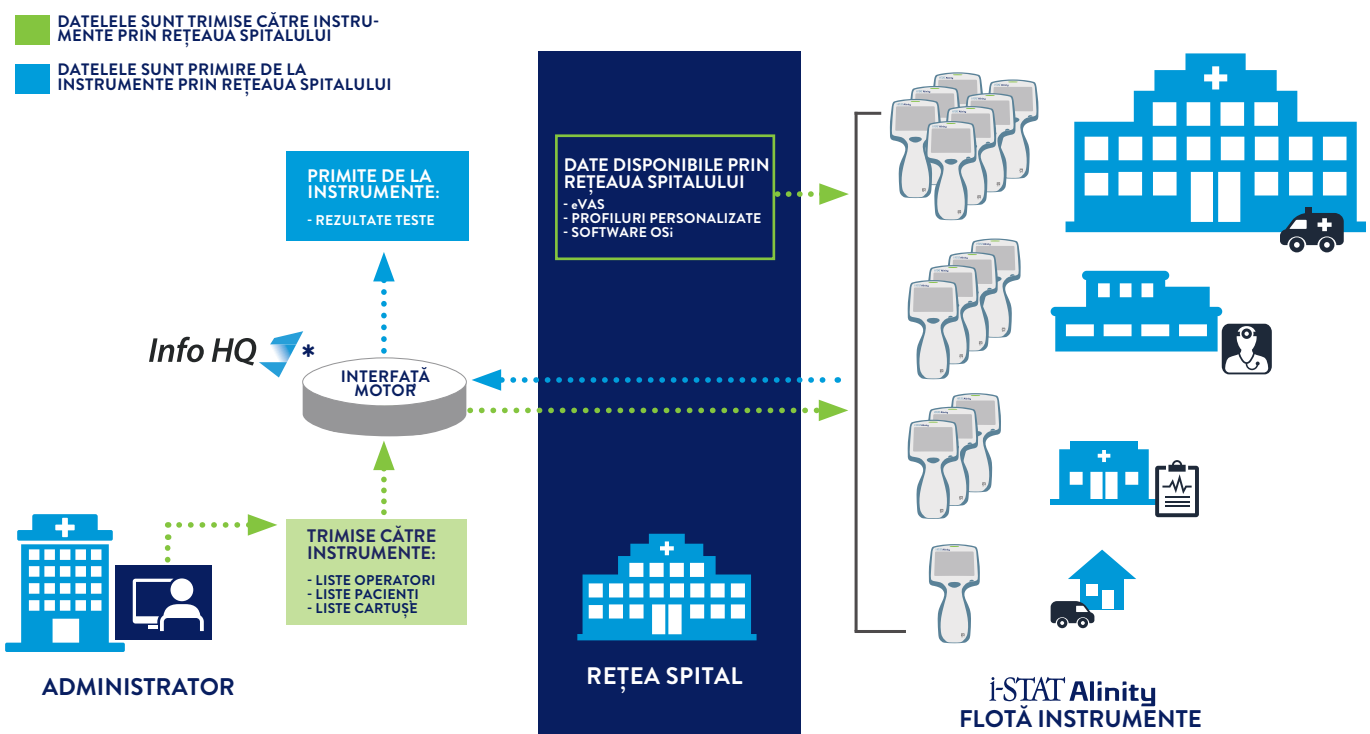 DATELELE SUNT TRIMISE CĂTRE INSTRU-
MENTE PRIN REȚEAUA SPITALULUI
DATELELE SUNT PRIMIRE DE LA
INSTRUMENTE PRIN REȚEAUA SPITALULUI
PRIMITE DE LA
INSTRUMENTE:
- REZULTATE TESTE
DATE DISPONIBILE PRIN
REȚEAUA SPITALULUI
- eVAS
- PROFILURI PERSONALIZATE
- SOFTWARE OSi
Info HQ *
INTERFAȚĂ
MOTOR
TRIMISE CĂTRE
INSTRUMENTE:
- LISTE OPERATORI
- LISTE PACIENȚI
- LISTE CARTUȘE
ADMINISTRATOR
REȚEA SPITAL
i-STAT Alinity
FLOTĂ INSTRUMENTE